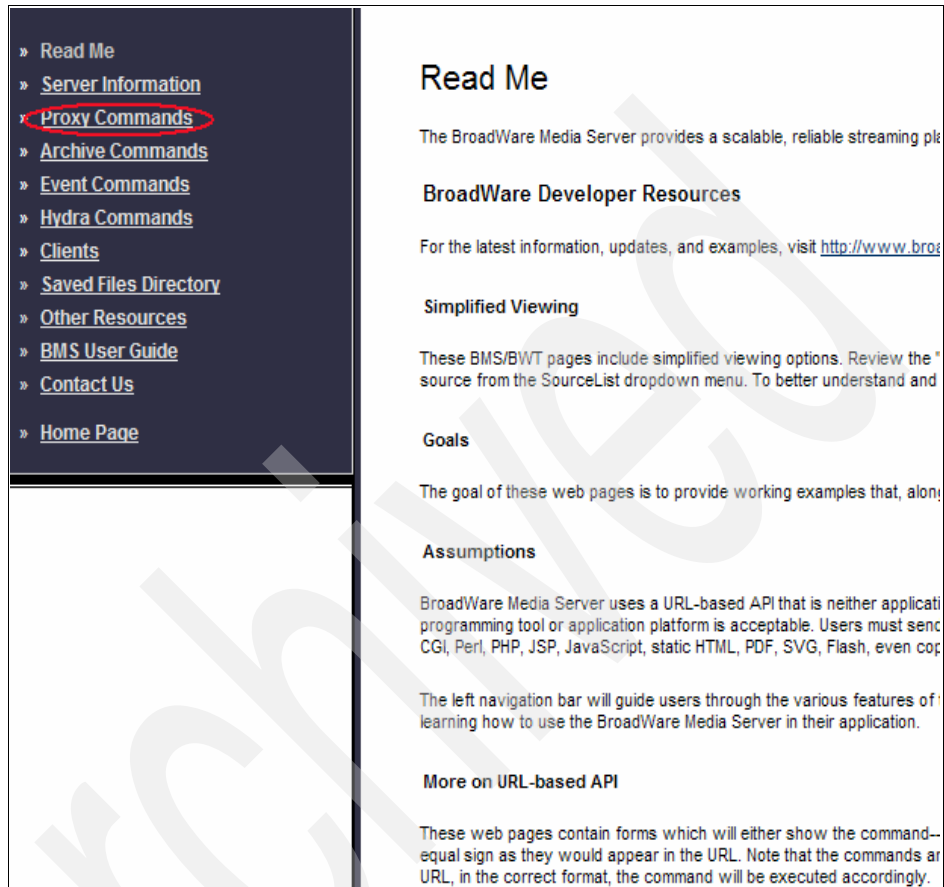 » Read Me
» Server Information
» Proxy Commands
» Archive Commands
» Event Commands
» Hydra Commands
» Clients
» Saved Files Directory
» Other Resources
» BMS User Guide
» Contact Us
» Home Page
Read Me
The BroadWare Media Server provides a scalable, reliable streaming
BroadWare Developer Resources
For the latest information, updates, and examples, visit http://www.broa
Simplified Viewing
These BMS/BWT pages include simplified viewing options. Review the "
source from the SourceList dropdown menu. To better understand and
Goals
The goal of these web pages is to provide working examples that,
Assumptions
BroadWare Media Server uses a URL-based API that is neither
programming tool or application platform is acceptable. Users must
CGI, Perl, PHP, JSP, JavaScript, static HTML, PDF, SVG, Flash, even
The left navigation bar will guide users through the various features of
learning how to use the BroadWare Media Server in their application.
More on URL-based API
These web pages contain forms which will either show the command--
equal sign as they would appear in the URL. Note that the commands
URL, in the correct format, the command will be executed accordingly.
rchived